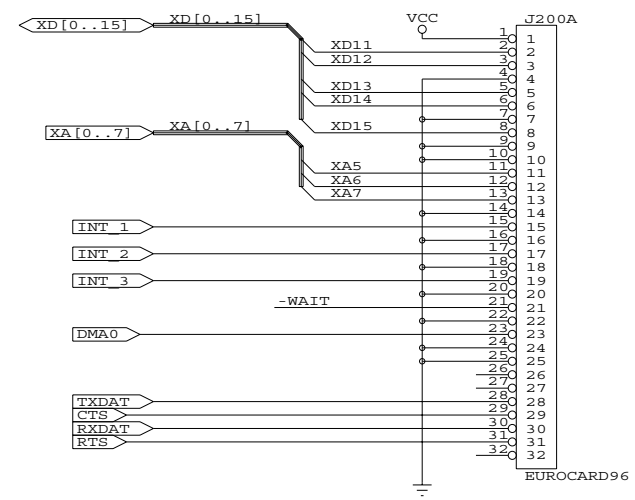 XD[0..15] XD[0..15] VCC J200A
1 1
XD11 2 2
XD12 3 3
4 4
XD13 5 5
XD14 6 6
7 7
XD15 8 8
XA[0..7] XA[0..7] 9 9
10 10
XA5 11 11
XA6 12 12
XA7 13 13
14 14
INT_1 15 15
16 16
INT_2 17 17
18 18
INT_3 19 19
20 20
-WAIT 21 21
22 22
DMA0 23 23
24 24
25 25
26 26
27 27
TXDAT 28 28
CTS 29 29
RXDAT 30 30
RTS 31 31
32 32
EUROCARD96